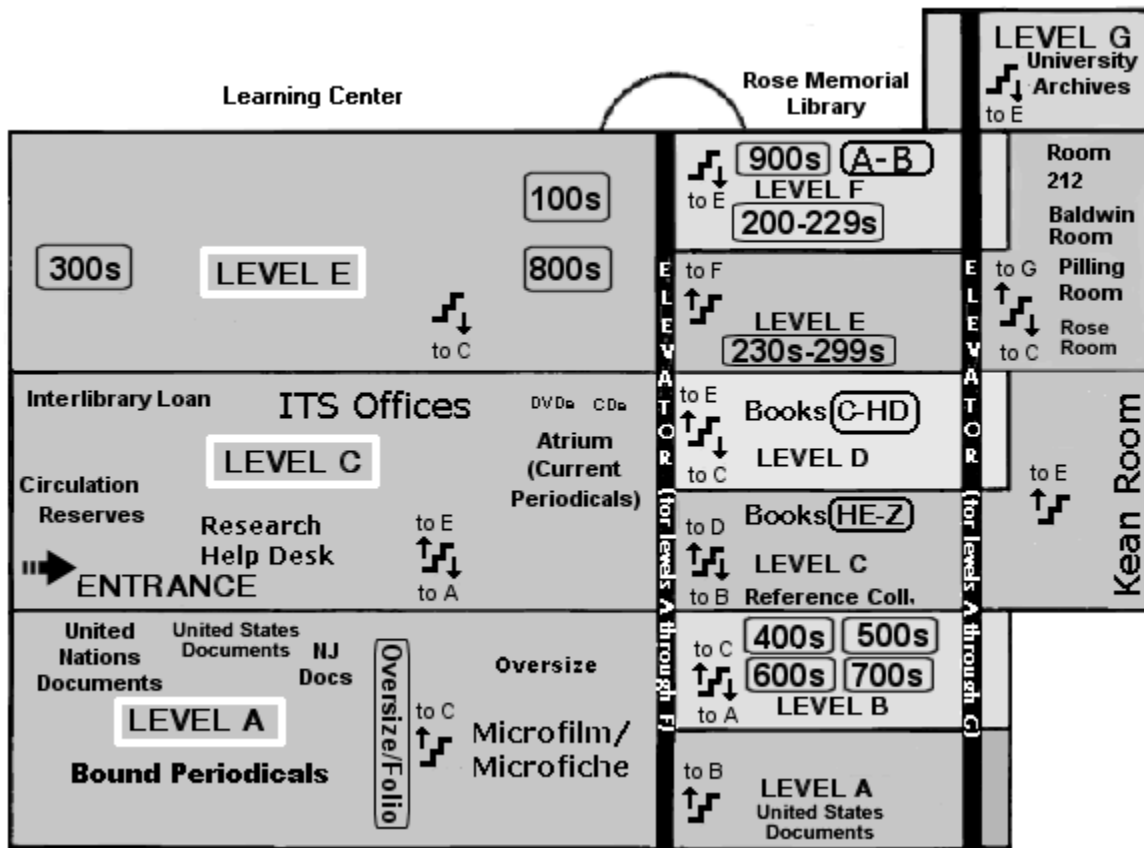 LEVEL G
University
Archives
to E
Learning Center
Rose Memorial
Library
100s
300s
LEVEL E
800s
to C
900s A-B
LEVEL F
to E
200-229s
to F
LEVEL E
230s-299s
Room
212
Baldwin
Room
to G Pilling
Room
Rose
to C Room
ELEVATOR (for levels A through F)
ELEVATOR (for levels A through G)
Interlibrary Loan
ITS Offices
DVDs CDs
LEVEL C
Atrium
(Current
Periodicals)
Circulation
Reserves
Research
Help Desk
ENTRANCE
to E
to A
to E
Books C-HD
LEVEL D
to C
Books HE-Z
to D
LEVEL C
to B Reference Coll.
to E
Kean Room
United
Nations
Documents
United States
Documents
NJ
Docs
LEVEL A
Bound Periodicals
Oversize/Folio
to C
Oversize
Microfilm/
Microfiche
400s 500s
to C
600s 700s
to A LEVEL B
to B
LEVEL A
United States
Documents